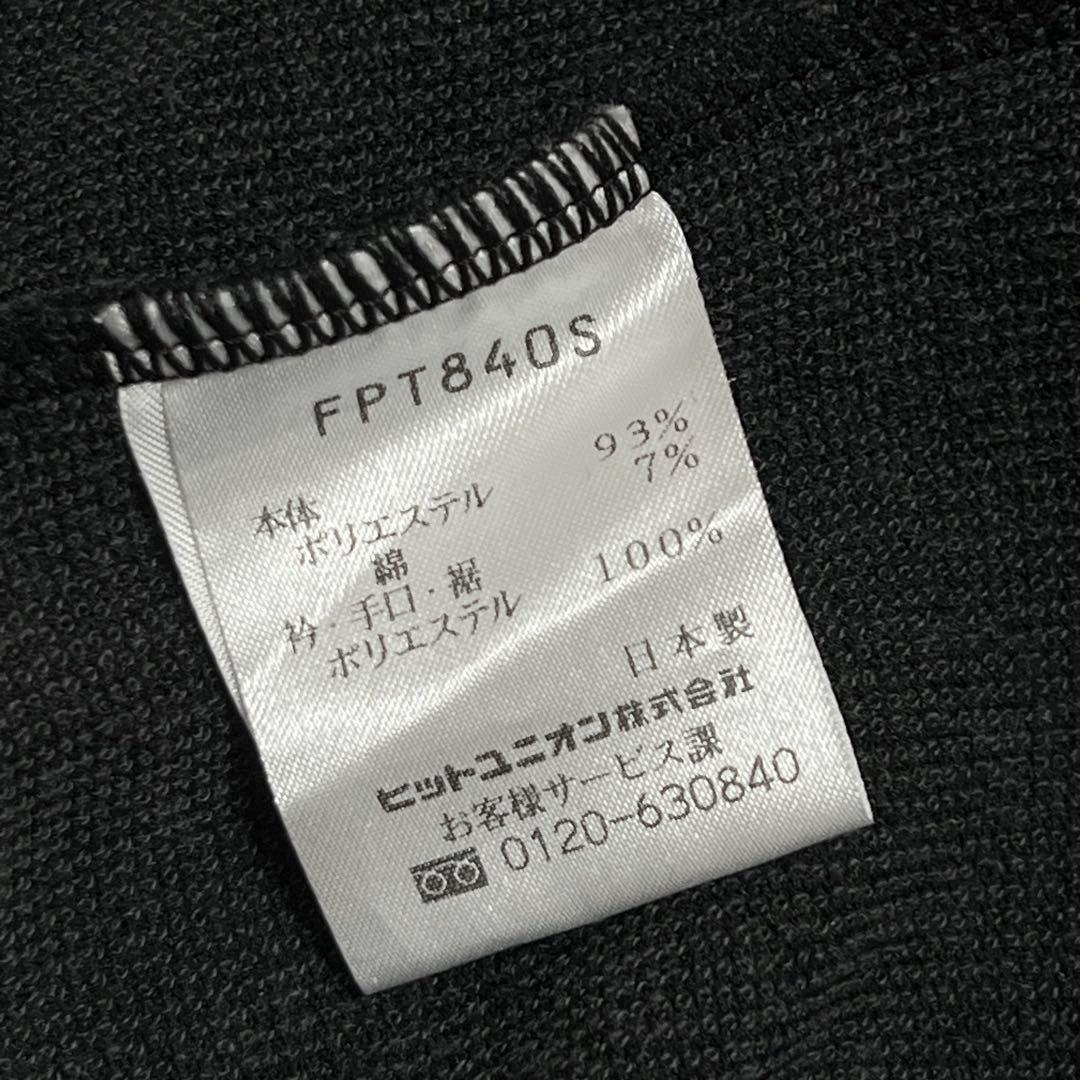 FPT840S
本体
ポリエステル 93%
綿 7%
衿・手口・裾
ポリエステル 100%
日本製
ヒットユニオン株式会社
お客様サービス課
0120-630840